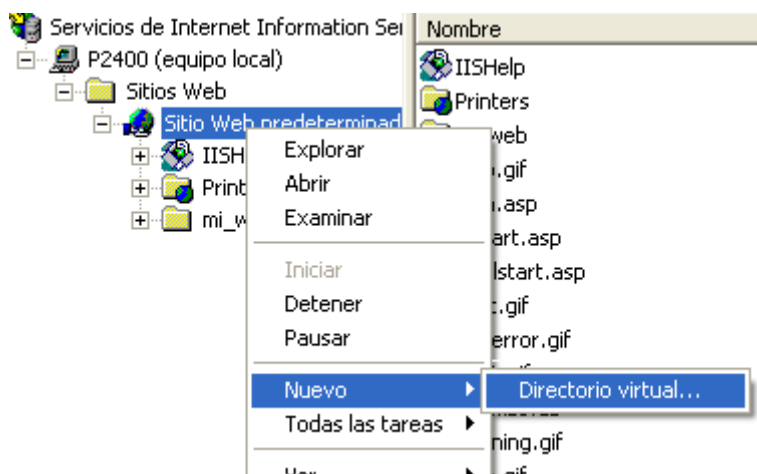 Servicios de Internet Information Ser
P2400 (equipo local)
Sitios Web
Sitio Web predeterminad
IISH
Print
mi_w
Nombre
IISHelp
Printers
web
.gif
.asp
art.asp
lstart.asp
.gif
error.gif
ning.gif
.gif
Explorar
Abrir
Examinar
Iniciar
Detener
Pausar
Nuevo
Directorio virtual...
Todas las tareas